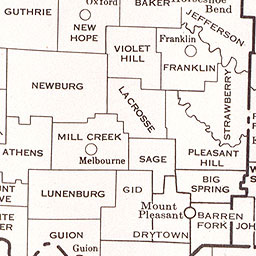 GUTHRIE
Oxford
BAKER
Horseshoe
Bend
NEW
HOPE
JEFFERSON
VIOLET
HILL
Franklin
FRANKLIN
NEWBURG
LACROSSE
STRAWBERRY
MILL CREEK
Melbourne
ATHENS
SAGE
PLEASANT
HILL
LUNENBURG
GID
BIG
SPRING
Mount
Pleasant
BARREN
FORK
GUION
Guion
DRYTOWN